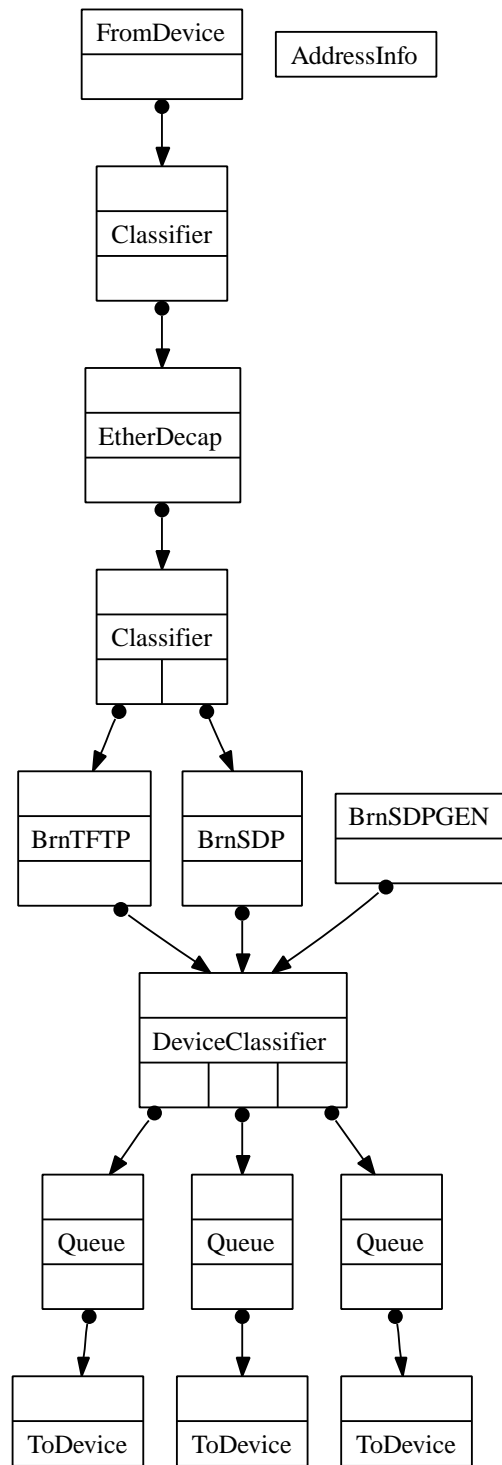 FromDevice
AddressInfo
Classifier
EtherDecap
Classifier
BrnTFTP
BrnSDP
BrnSDPGEN
DeviceClassifier
Queue
Queue
Queue
ToDevice
ToDevice
ToDevice